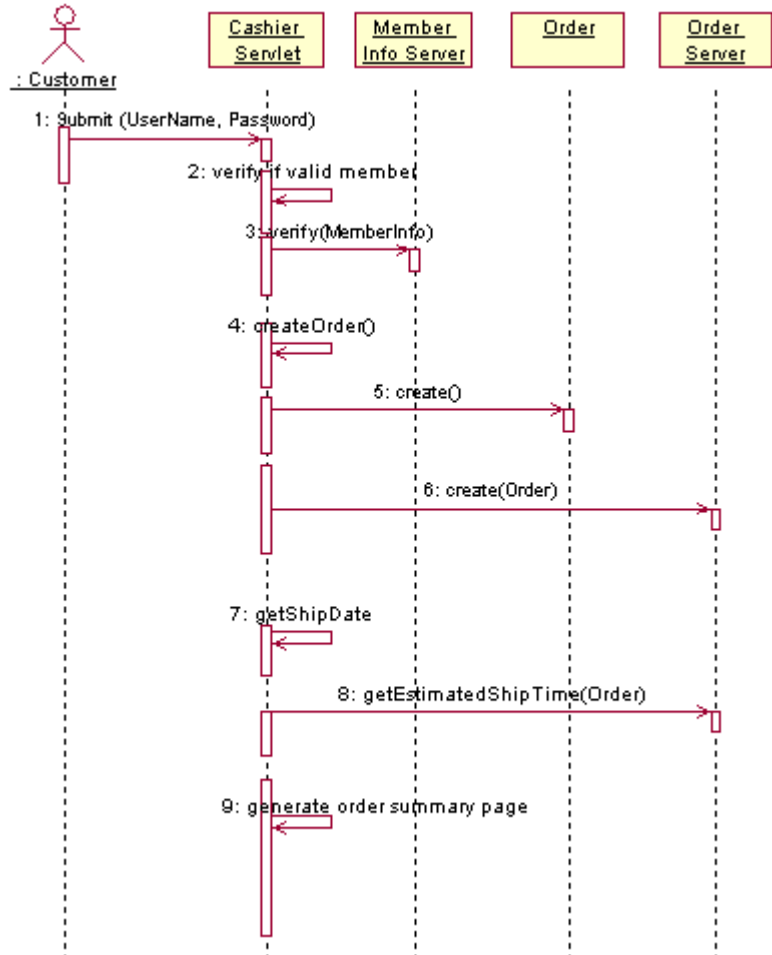 Cashier
Servlet
Member
Info Server
Order
Order
Server
: Customer
1: Submit (UserName, Password)
2: verify if valid member
3: verify(MemberInfo)
4: createOrder()
5: create()
6: create(Order)
7: getShipDate
8: getEstimatedShipTime(Order)
9: generate order summary page